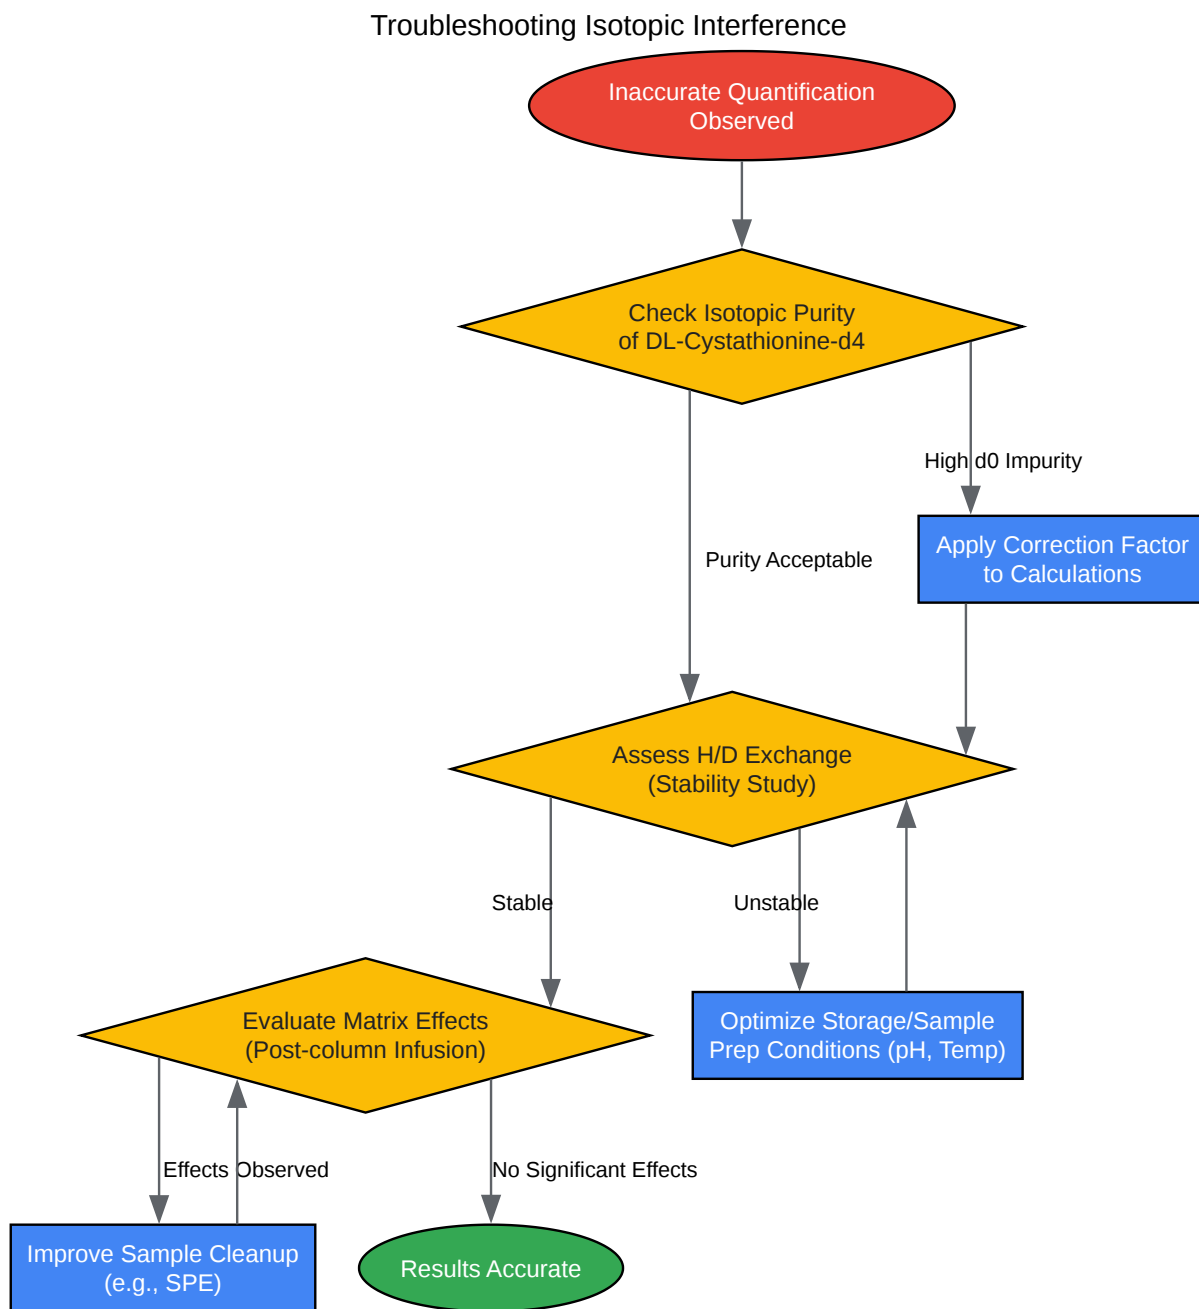 Troubleshooting Isotopic Interference
Inaccurate Quantification
Observed
Check Isotopic Purity
of DL-Cystathionine-d4
High d0 Impurity
Purity Acceptable
Apply Correction Factor
to Calculations
Assess H/D Exchange
(Stability Study)
Stable
Unstable
Evaluate Matrix Effects
(Post-column Infusion)
Optimize Storage/Sample
Prep Conditions (pH, Temp)
Effects Observed
No Significant Effects
Improve Sample Cleanup
(e.g., SPE)
Results Accurate